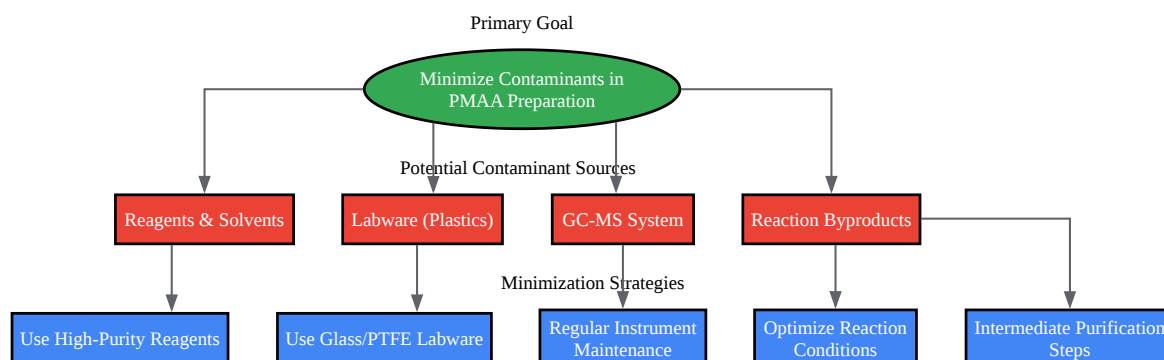 Primary Goal
Minimize Contaminants in
PMAA Preparation
Potential Contaminant Sources
Reagents & Solvents
Labware (Plastics)
GC-MS System
Reaction Byproducts
Minimization Strategies
Use High-Purity Reagents
Use Glass/PTFE Labware
Regular Instrument
Maintenance
Optimize Reaction
Conditions
Intermediate Purification
Steps